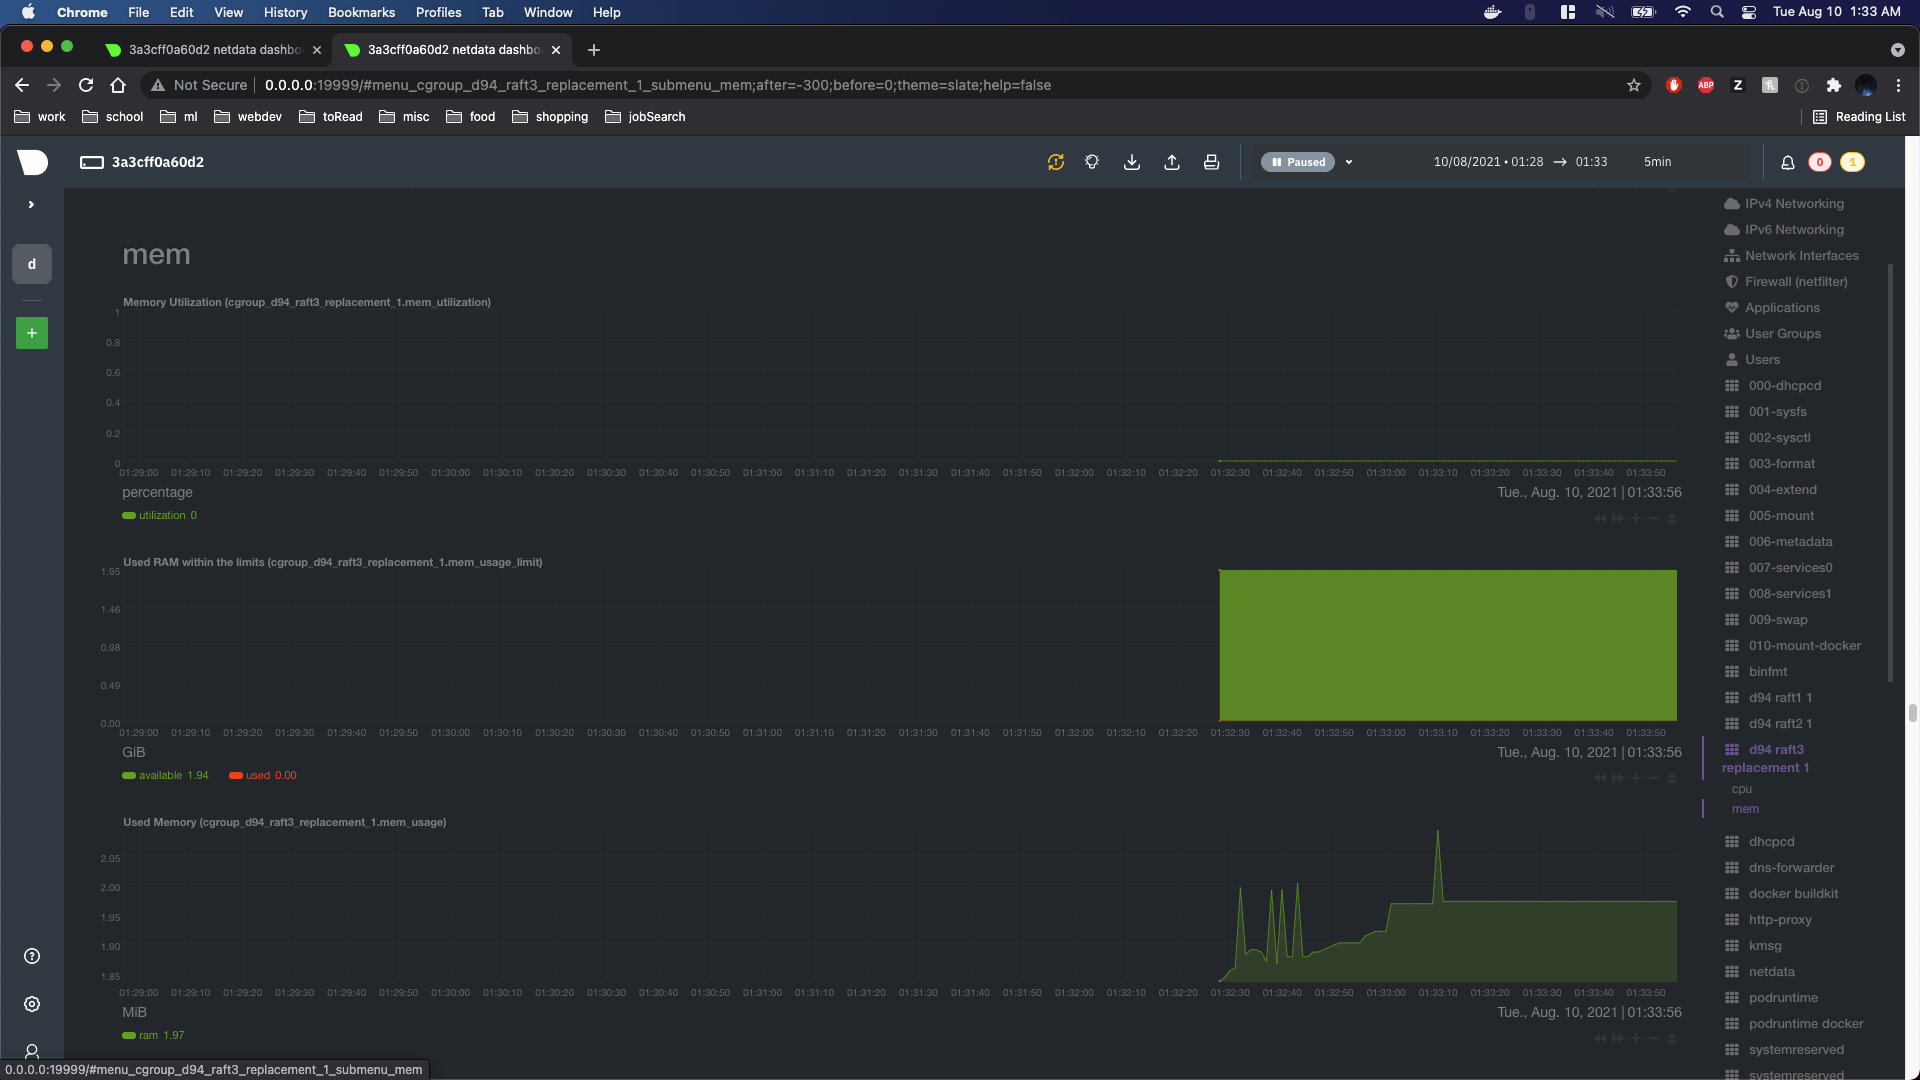 Chrome File Edit View History Bookmarks Profiles Tab Window Help Tue Aug 10 1:33 AM
3a3cff0a60d2 netdata dashbo 3a3cff0a60d2 netdata dashbo
Not Secure 0.0.0.0:19999/#menu_cgroup_d94_raft3_replacement_1_submenu_mem;after=-300;before=0;theme=slate;help=false ABP Z
work school ml webdev toRead misc food shopping jobSearch Reading List
3a3cff0a60d2 Paused 10/08/2021 • 01:28 → 01:33 5min 0 1
d
+
mem
Memory Utilization (cgroup_d94_raft3_replacement_1.mem_utilization)
1
0.8
0.6
0.4
0.2
0
01:29:00 01:29:10 01:29:20 01:29:30 01:29:40 01:29:50 01:30:00 01:30:10 01:30:20 01:30:30 01:30:40 01:30:50 01:31:00 01:31:10 01:31:20 01:31:30 01:31:40 01:31:50 01:32:00 01:32:10 01:32:20 01:32:30 01:32:40 01:32:50 01:33:00 01:33:10 01:33:20 01:33:30 01:33:40 01:33:50
percentage Tue., Aug. 10, 2021 | 01:33:56
utilization 0
Used RAM within the limits (cgroup_d94_raft3_replacement_1.mem_usage_limit)
1.95
1.46
0.98
0.49
0.00
01:29:00 01:29:10 01:29:20 01:29:30 01:29:40 01:29:50 01:30:00 01:30:10 01:30:20 01:30:30 01:30:40 01:30:50 01:31:00 01:31:10 01:31:20 01:31:30 01:31:40 01:31:50 01:32:00 01:32:10 01:32:20 01:32:30 01:32:40 01:32:50 01:33:00 01:33:10 01:33:20 01:33:30 01:33:40 01:33:50
GiB Tue., Aug. 10, 2021 | 01:33:56
available 1.94 used 0.00
Used Memory (cgroup_d94_raft3_replacement_1.mem_usage)
2.05
2.00
1.95
1.90
1.85
01:29:00 01:29:10 01:29:20 01:29:30 01:29:40 01:29:50 01:30:00 01:30:10 01:30:20 01:30:30 01:30:40 01:30:50 01:31:00 01:31:10 01:31:20 01:31:30 01:31:40 01:31:50 01:32:00 01:32:10 01:32:20 01:32:30 01:32:40 01:32:50 01:33:00 01:33:10 01:33:20 01:33:30 01:33:40 01:33:50
MiB Tue., Aug. 10, 2021 | 01:33:56
ram 1.97
IPv4 Networking
IPv6 Networking
Network Interfaces
Firewall (netfilter)
Applications
User Groups
Users
000-dhcpcd
001-sysfs
002-sysctl
003-format
004-extend
005-mount
006-metadata
007-services0
008-services1
009-swap
010-mount-docker
binfmt
d94 raft1 1
d94 raft2 1
d94 raft3
replacement 1
cpu
mem
dhcpcd
dns-forwarder
docker buildkit
http-proxy
kmsg
netdata
podruntime
podruntime docker
systemreserved
systemreserved
0.0.0.0:19999/#menu_cgroup_d94_raft3_replacement_1_submenu_mem